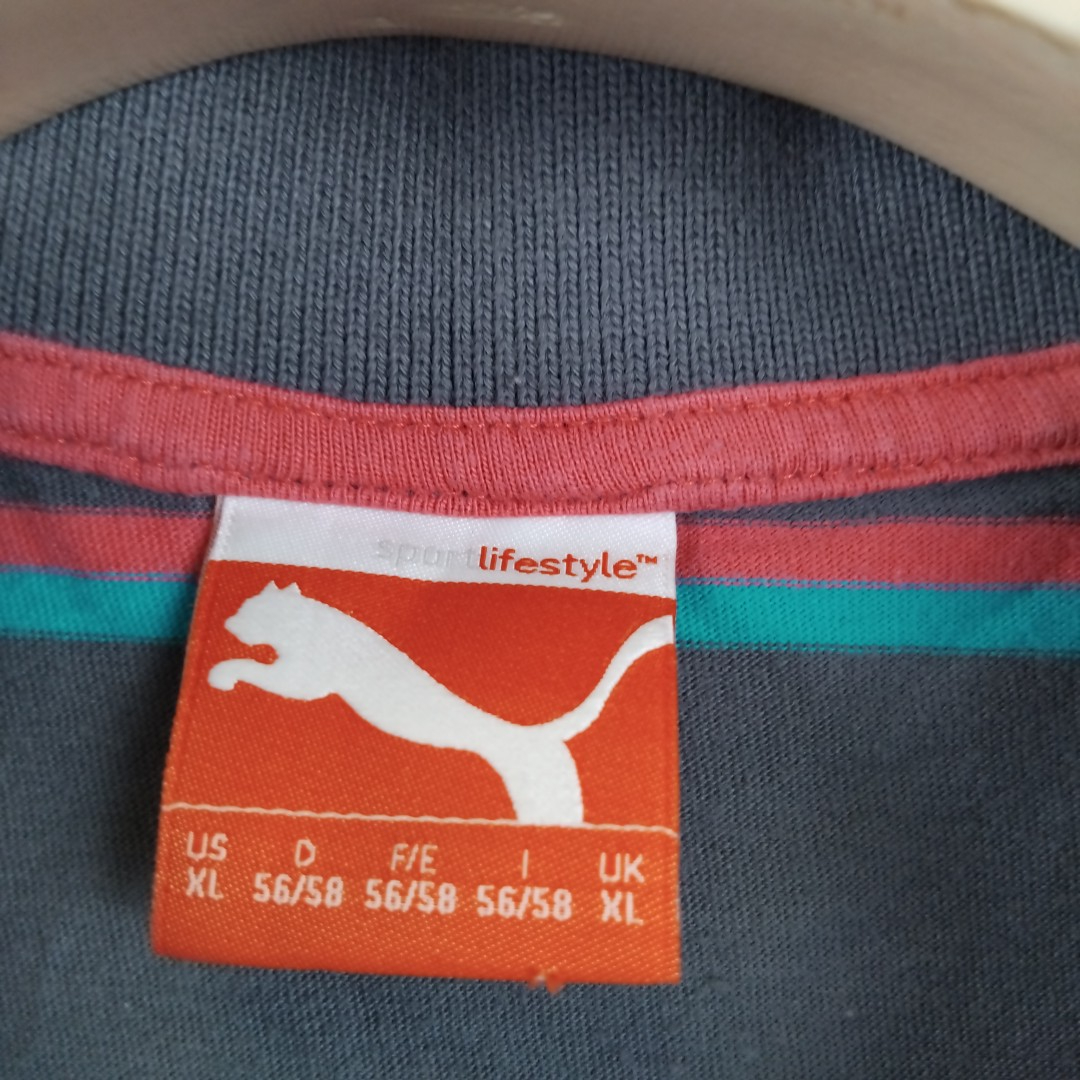 sportlifestyle™
US D F/E I UK
XL 56/58 56/58 56/58 XL